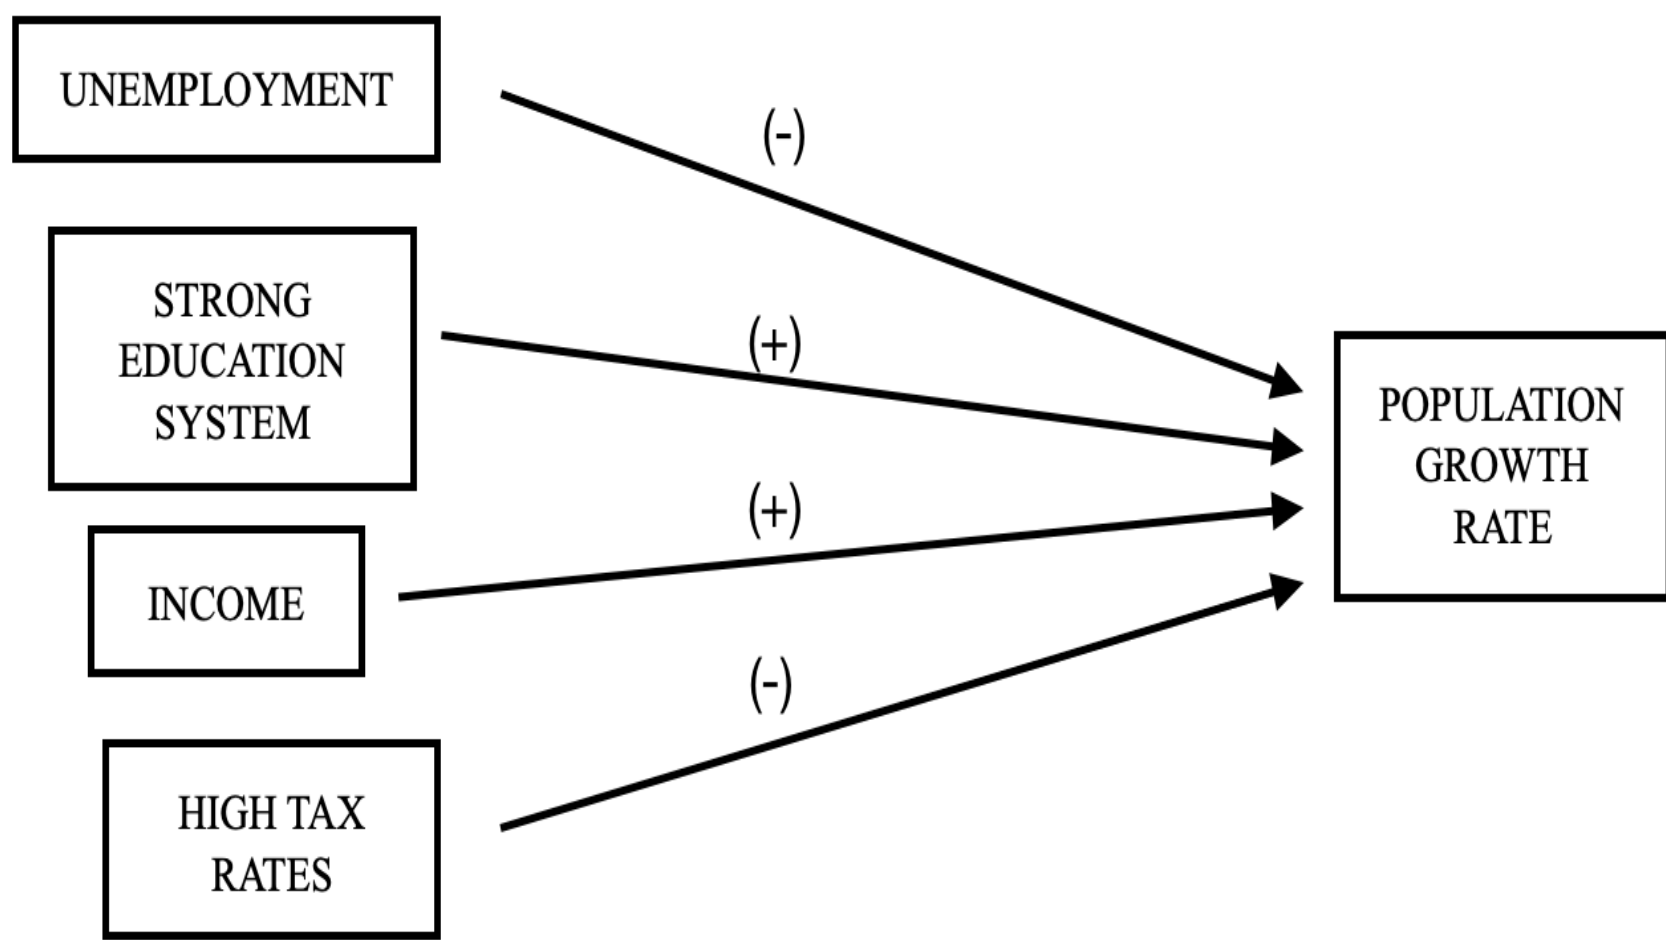 UNEMPLOYMENT
(-)
STRONG
EDUCATION
SYSTEM
(+)
INCOME
(+)
HIGH TAX
RATES
(-)
POPULATION
GROWTH
RATE